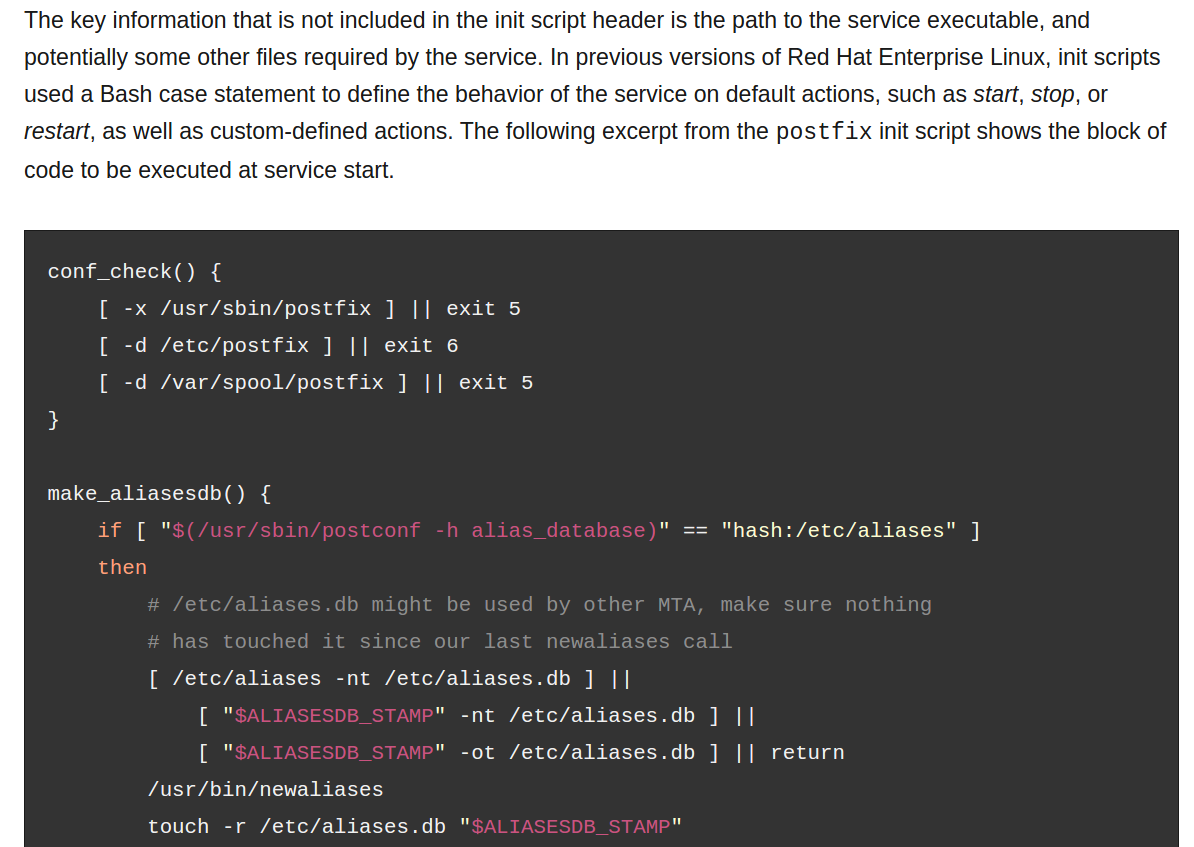 The key information that is not included in the init script header is the path to the service executable, and
potentially some other files required by the service. In previous versions of Red Hat Enterprise Linux, init scripts
used a Bash case statement to define the behavior of the service on default actions, such as start, stop, or
restart, as well as custom-defined actions. The following excerpt from the postfix init script shows the block of
code to be executed at service start.
conf_check() {
    [ -x /usr/sbin/postfix ] || exit 5
    [ -d /etc/postfix ] || exit 6
    [ -d /var/spool/postfix ] || exit 5
}
make_aliasesdb() {
    if [ "$(/usr/sbin/postconf -h alias_database)" == "hash:/etc/aliases" ]
    then
        # /etc/aliases.db might be used by other MTA, make sure nothing
        # has touched it since our last newaliases call
        [ /etc/aliases -nt /etc/aliases.db ] ||
            [ "$ALIASESDB_STAMP" -nt /etc/aliases.db ] ||
            [ "$ALIASESDB_STAMP" -ot /etc/aliases.db ] || return
        /usr/bin/newaliases
        touch -r /etc/aliases.db "$ALIASESDB_STAMP"